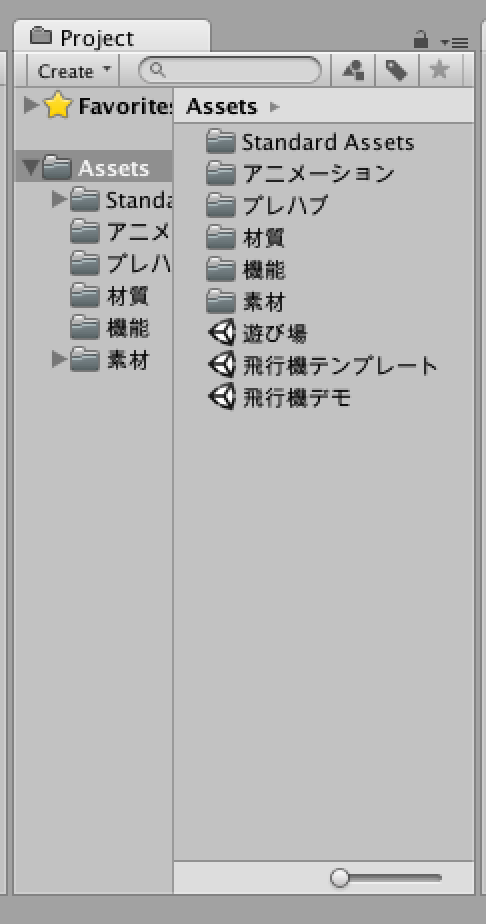 Project
Create
Favorite
Assets
Standa
アニメ
プレハ
材質
機能
素材
Assets
Standard Assets
アニメーション
プレハブ
材質
機能
素材
遊び場
飛行機テンプレート
飛行機デモ